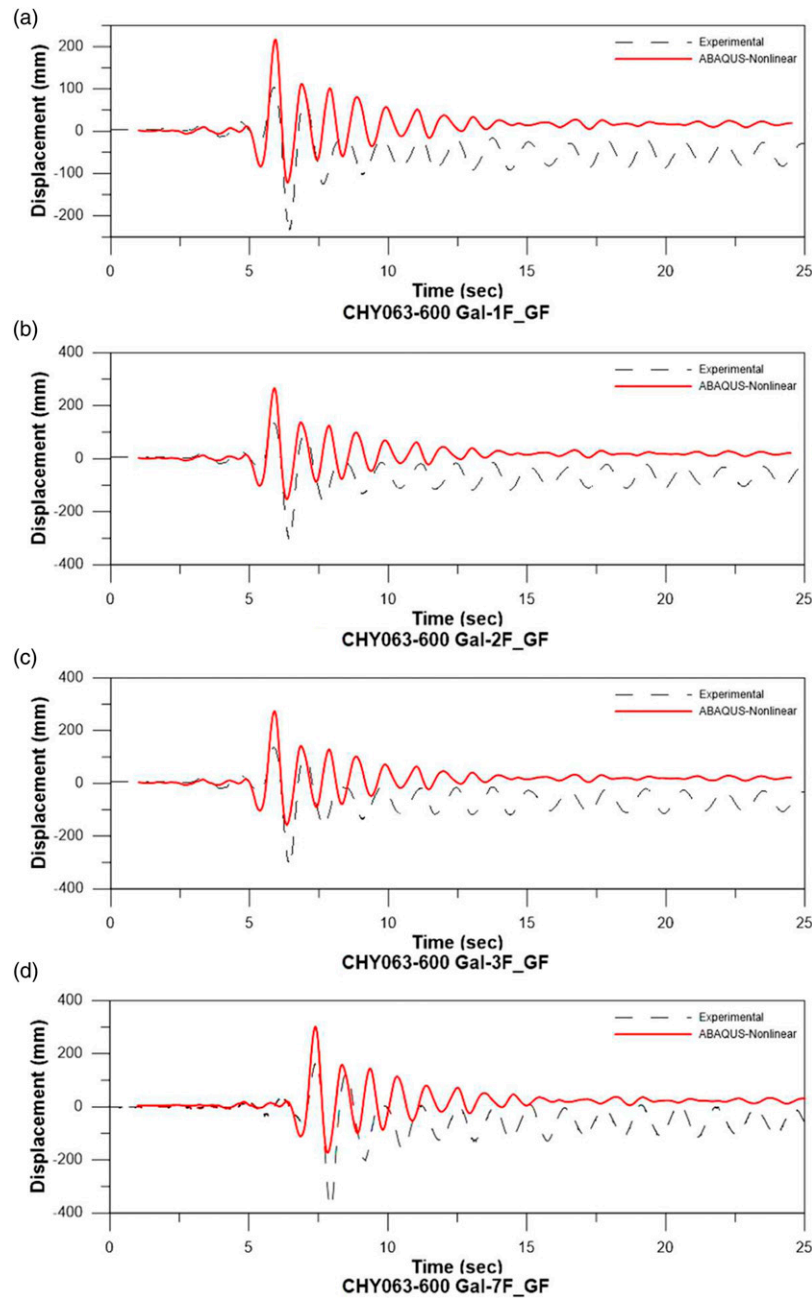 (a)
200
100
0
-100
-200
Displacement (mm)
Experimental
ABAQUS-Nonlinear
0 5 10 15 20 25
Time (sec)
CHY063-600 Gal-1F_GF
(b)
400
200
0
-200
-400
Displacement (mm)
Experimental
ABAQUS-Nonlinear
0 5 10 15 20 25
Time (sec)
CHY063-600 Gal-2F_GF
(c)
400
200
0
-200
-400
Displacement (mm)
Experimental
ABAQUS-Nonlinear
0 5 10 15 20 25
Time (sec)
CHY063-600 Gal-3F_GF
(d)
400
200
0
-200
-400
Displacement (mm)
Experimental
ABAQUS-Nonlinear
0 5 10 15 20 25
Time (sec)
CHY063-600 Gal-7F_GF